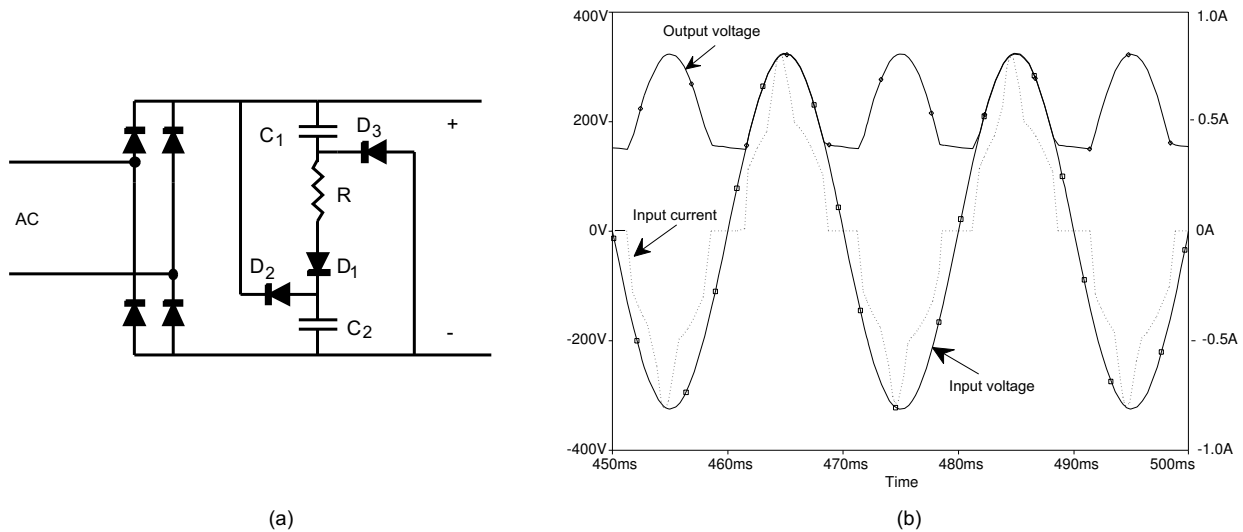 C1
D3
+
R
AC
D2
D1
C2
-
(a)
400V
1.0A
Output voltage
200V
- 0.5A
Input current
0V
0A
-200V
- -0.5A
Input voltage
-400V
-1.0A
450ms
460ms
470ms
480ms
490ms
500ms
Time
(b)